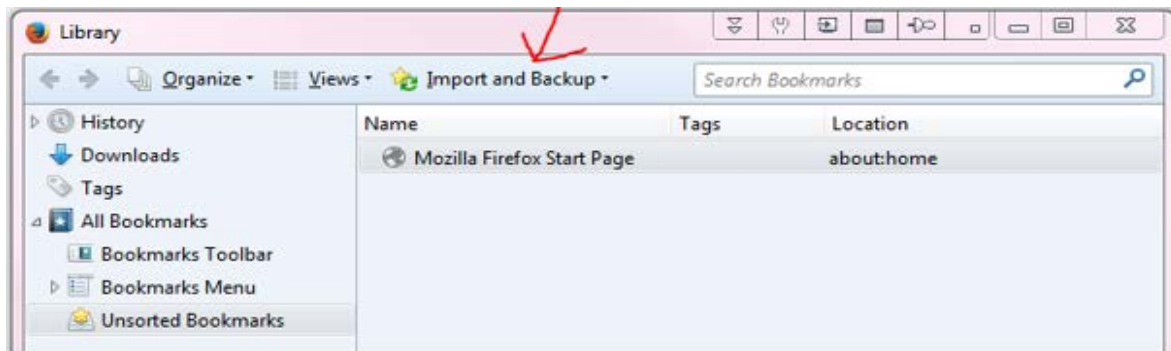 Library
Organize Views Import and Backup Search Bookmarks
History Name Tags Location
Downloads Mozilla Firefox Start Page about:home
Tags
All Bookmarks
Bookmarks Toolbar
Bookmarks Menu
Unsorted Bookmarks